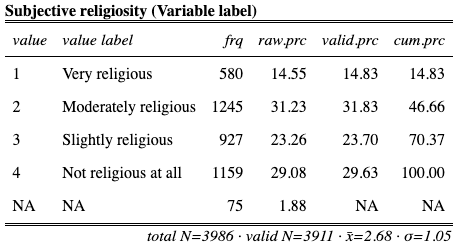 Subjective religiosity (Variable label)
value value label frq raw.prc valid.prc cum.prc
1 Very religious 580 14.55 14.83 14.83
2 Moderately religious 1245 31.23 31.83 46.66
3 Slightly religious 927 23.26 23.70 70.37
4 Not religious at all 1159 29.08 29.63 100.00
NA NA 75 1.88 NA NA
total N=3986 · valid N=3911 · x̄=2.68 · σ=1.05